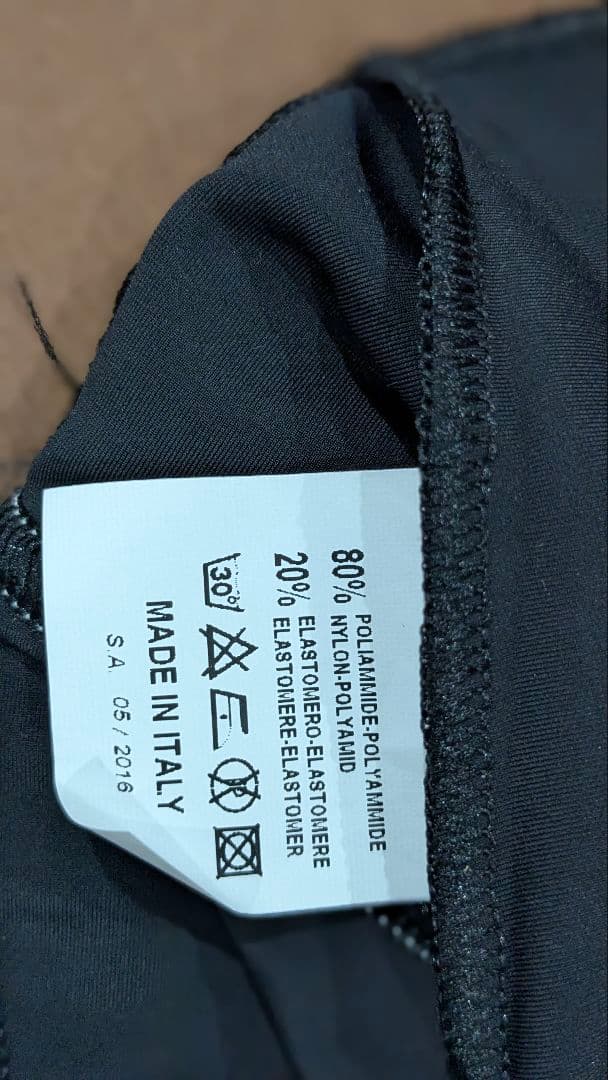 80% POLIAMMIDE-POLYAMMIDE
NYLON-POLYAMID
20% ELASTOMERO-ELASTOMERE
ELASTOMERE-ELASTOMER
30°
P
MADE IN ITALY
S.A. 05 / 2016